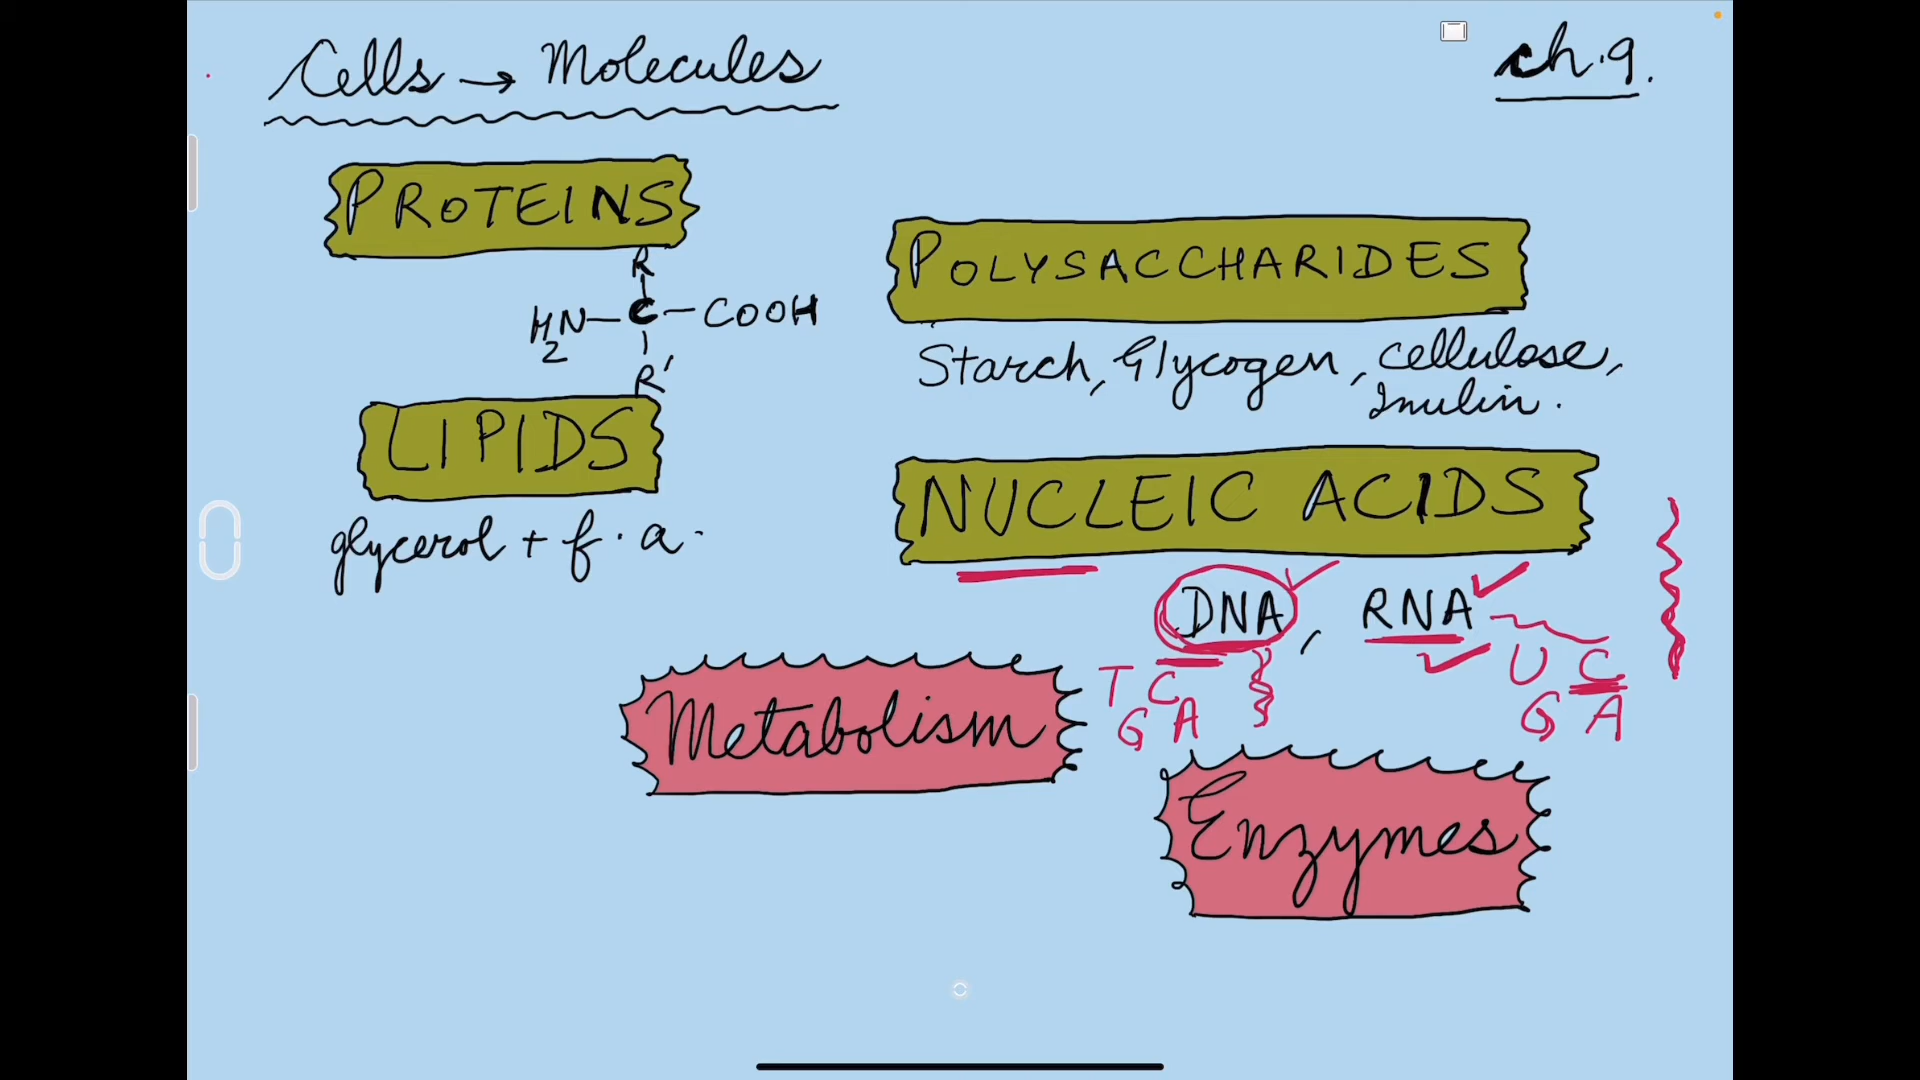 Cells → Molecules
ch.9.
PROTEINS
R
H2N-C-COOH
R'
LIPIDS
glycerol + f.a.
POLYSACCHARIDES
Starch, Glycogen, cellulose,
Inulin.
NUCLEIC ACIDS
DNA, RNA
T C
G A
U C
G A
Metabolism
Enzymes